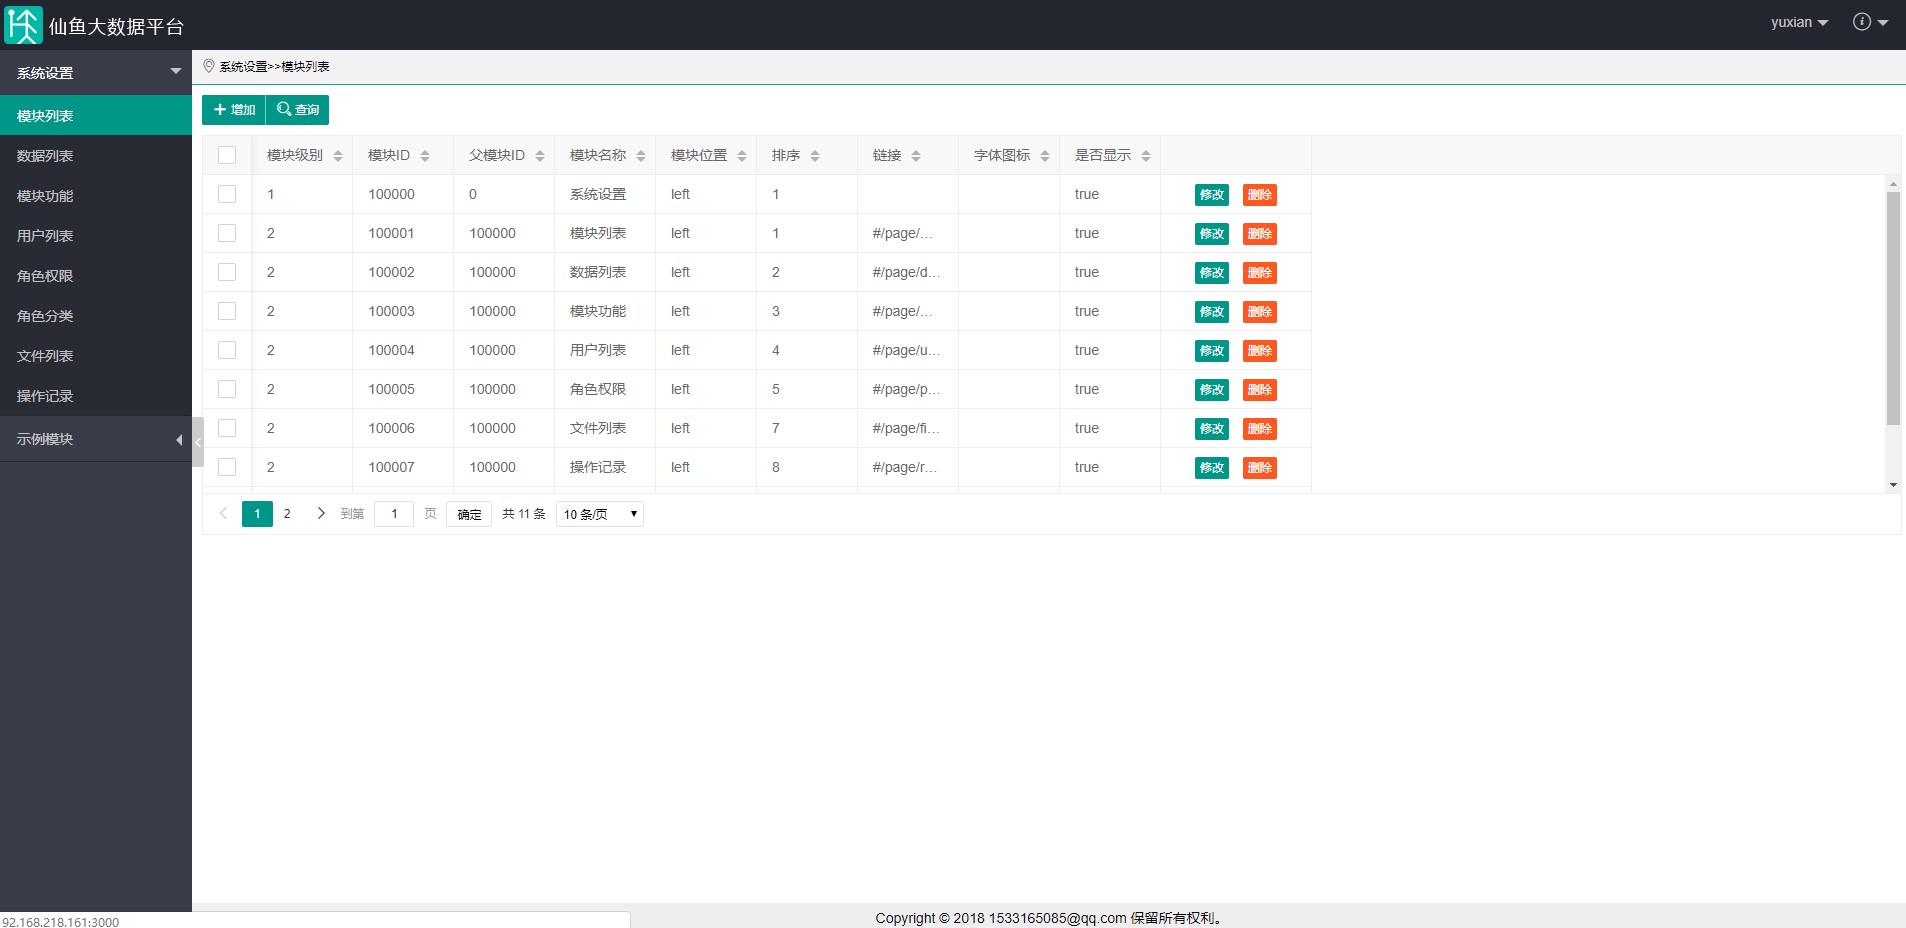 仙鱼大数据平台
yuxian
系统设置
系统设置>>模块列表
模块列表
数据列表
模块功能
用户列表
角色权限
角色分类
文件列表
操作记录
示例模块
增加 查询
模块级别 模块ID 父模块ID 模块名称 模块位置 排序 链接 字体图标 是否显示
1 100000 0 系统设置 left 1 true 修改 删除
2 100001 100000 模块列表 left 1 #/page/... true 修改 删除
2 100002 100000 数据列表 left 2 #/page/d... true 修改 删除
2 100003 100000 模块功能 left 3 #/page/... true 修改 删除
2 100004 100000 用户列表 left 4 #/page/u... true 修改 删除
2 100005 100000 角色权限 left 5 #/page/p... true 修改 删除
2 100006 100000 文件列表 left 7 #/page/fi... true 修改 删除
2 100007 100000 操作记录 left 8 #/page/r... true 修改 删除
1 2 到第 1 页 确定 共 11 条 10 条/页
Copyright © 2018 1533165085@qq.com 保留所有权利。
92.168.218.161:3000